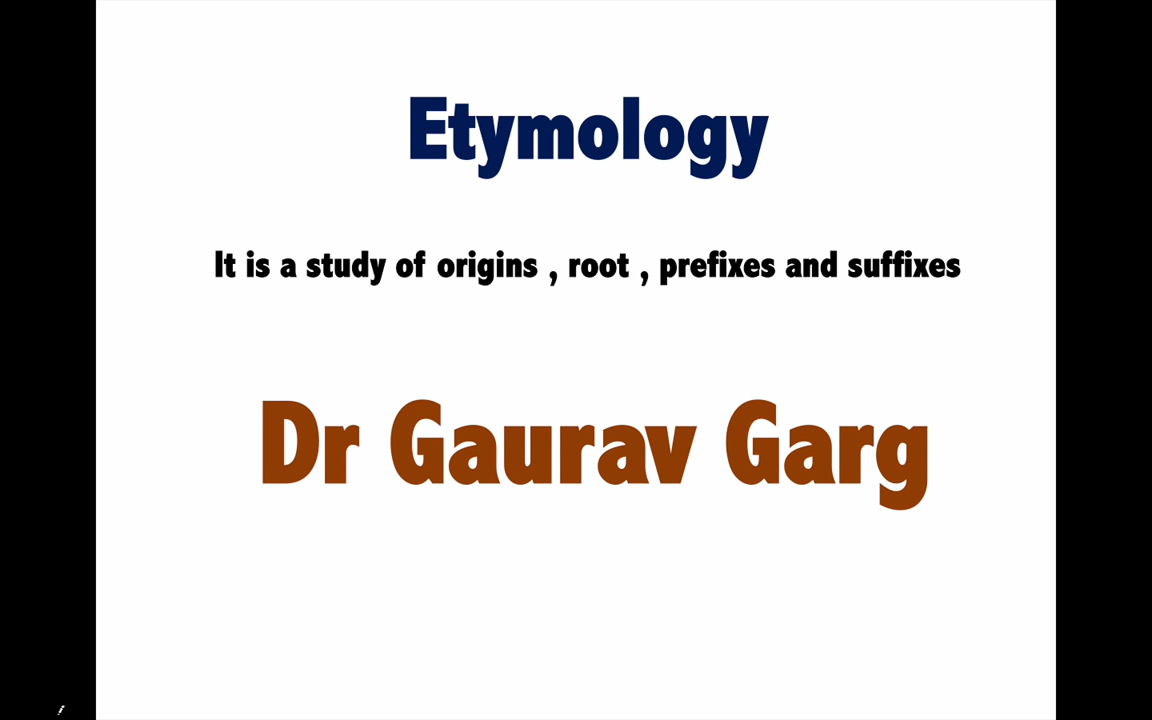 Etymology
It is a study of origins , root , prefixes and suffixes
Dr Gaurav Garg